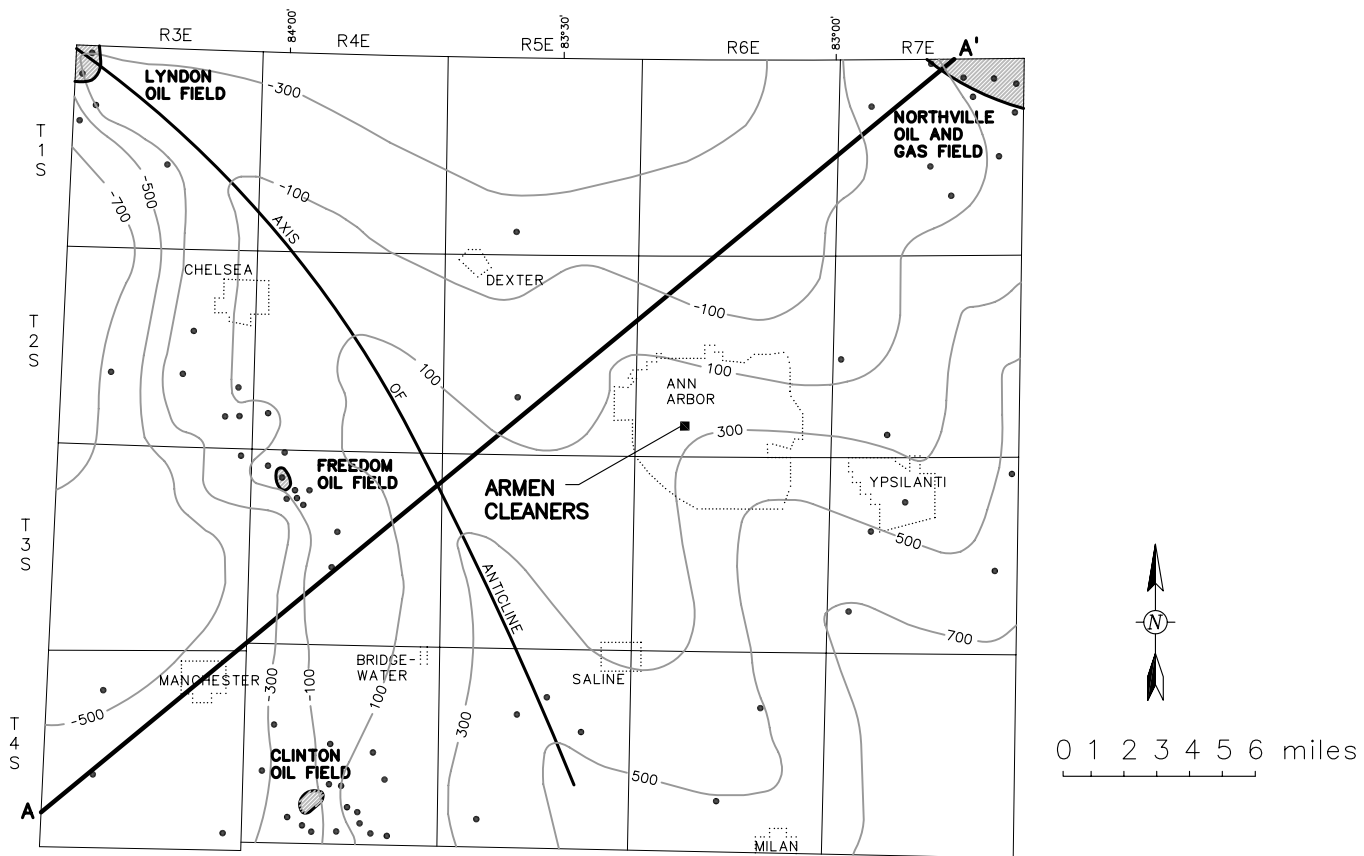 R3E
84°00'
R4E
R5E
83°30'
R6E
83°00'
R7E
A'
LYNDON
OIL FIELD
-300
NORTHVILLE
OIL AND
GAS FIELD
T
1
S
-500
-700
-100
AXIS
CHELSEA
DEXTER
-100
T
2
S
100
OF
100
ANN
ARBOR
300
FREEDOM
OIL FIELD
ARMEN
CLEANERS
YPSILANTI
500
T
3
S
ANTICLINE
700
BRIDGE-
WATER
MANCHESTER
SALINE
-300
-100
100
-500
300
T
4
S
CLINTON
OIL FIELD
500
A
MILAN
N
0 1 2 3 4 5 6 miles